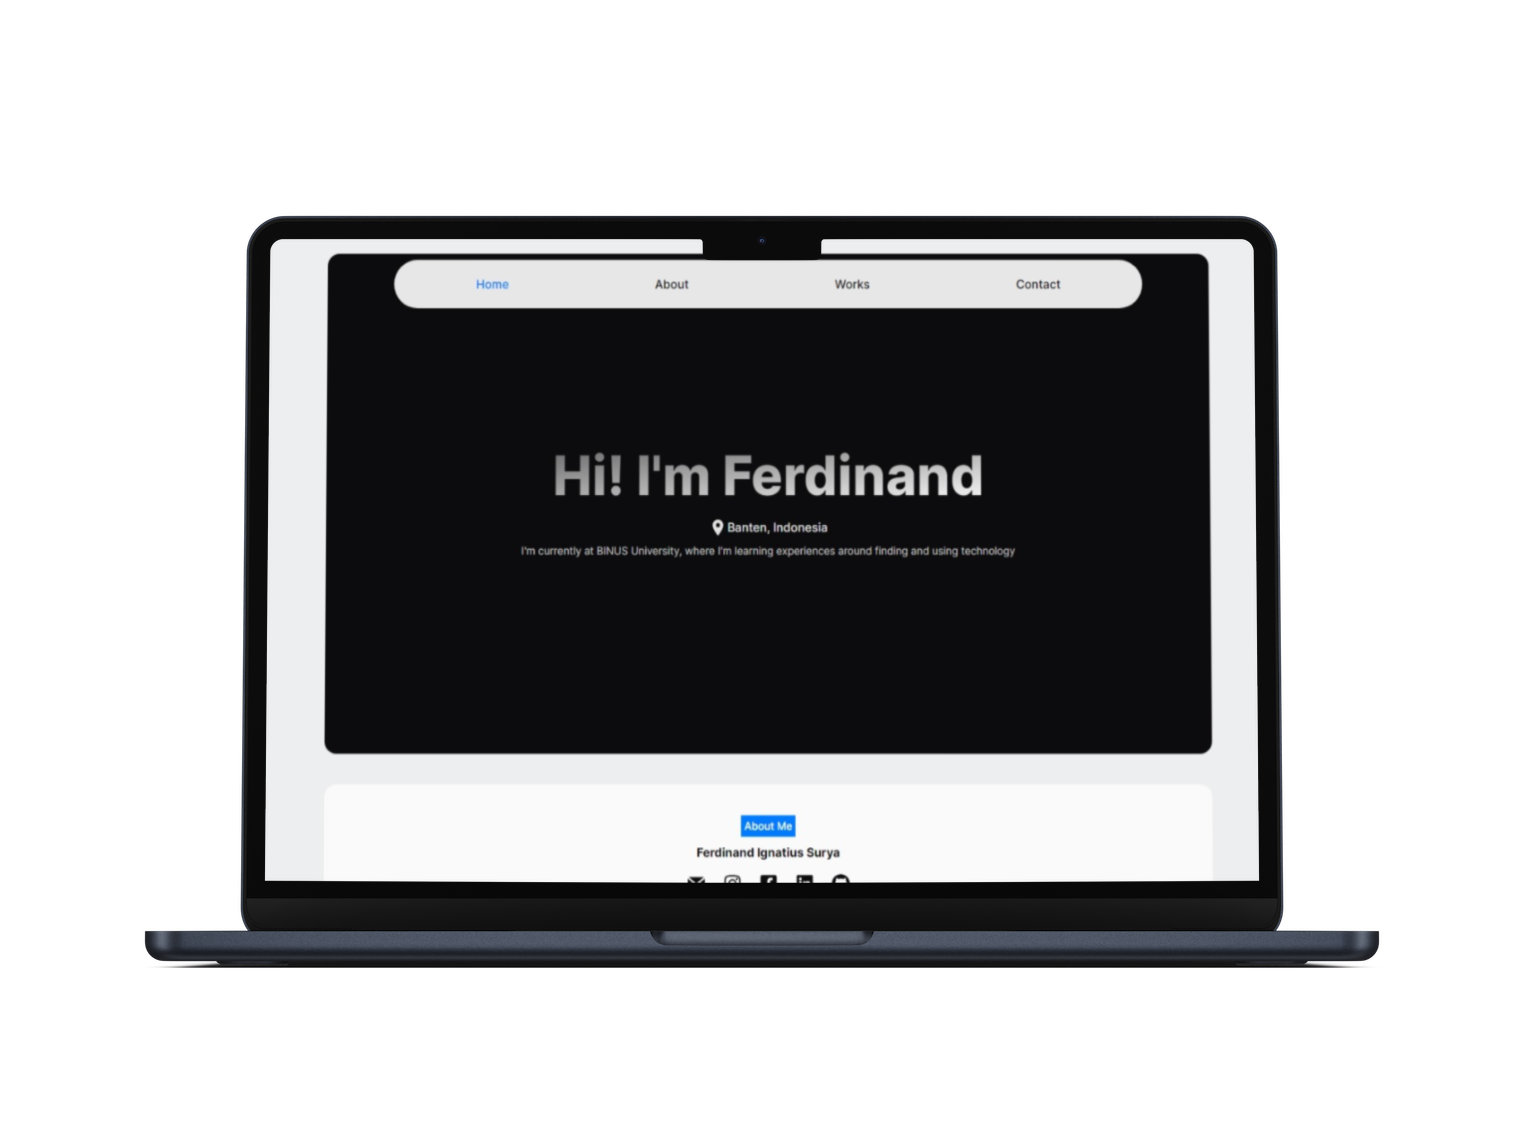 Home About Works Contact
Hi! I'm Ferdinand
Banten, Indonesia
I'm currently at BINUS University, where I'm learning experiences around finding and using technology
About Me
Ferdinand Ignatius Surya